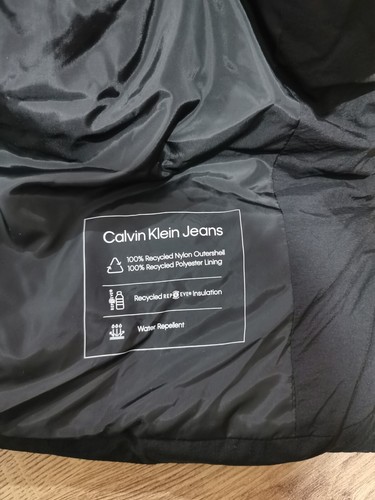 Calvin Klein Jeans
100% Recycled Nylon Outershell
100% Recycled Polyester Lining
Recycled REPREVE® Insulation
Water Repellent